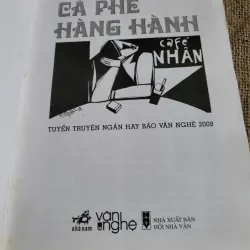 CÀ PHÊ
HÀNG HÀNH
cafe
NHÂN
TUYỂN TRUYỆN NGẮN HAY BÁO VĂN NGHỆ 2008
nhã nam
văn nghệ
NHÀ XUẤT BẢN
HỘI NHÀ VĂN